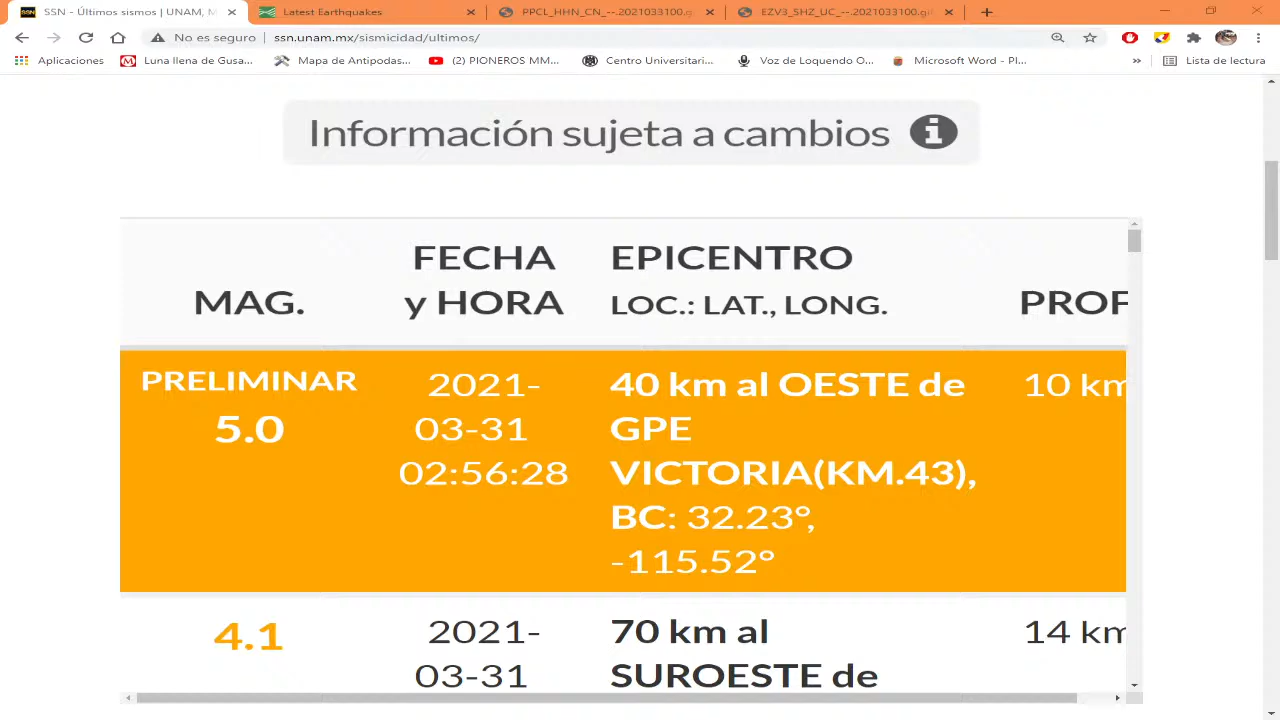 SSN - Últimos sismos | UNAM, M
Latest Earthquakes
PPCL_HHN_CN_--.2021033100.gi
EZV3_SHZ_UC_--.2021033100.gi
No es seguro | ssn.unam.mx/sismicidad/ultimos/
Aplicaciones
Luna llena de Gusa...
Mapa de Antipodas...
(2) PIONEROS MM...
Centro Universitari...
Voz de Loquendo O...
Microsoft Word - Pl...
»
Lista de lectura
Información sujeta a cambios
MAG.
FECHA
y HORA
EPICENTRO
LOC.: LAT., LONG.
PROF
PRELIMINAR
5.0
2021-
03-31
02:56:28
40 km al OESTE de
GPE
VICTORIA(KM.43),
BC: 32.23°,
-115.52°
10 km
4.1
2021-
03-31
70 km al
SUROESTE de
14 km